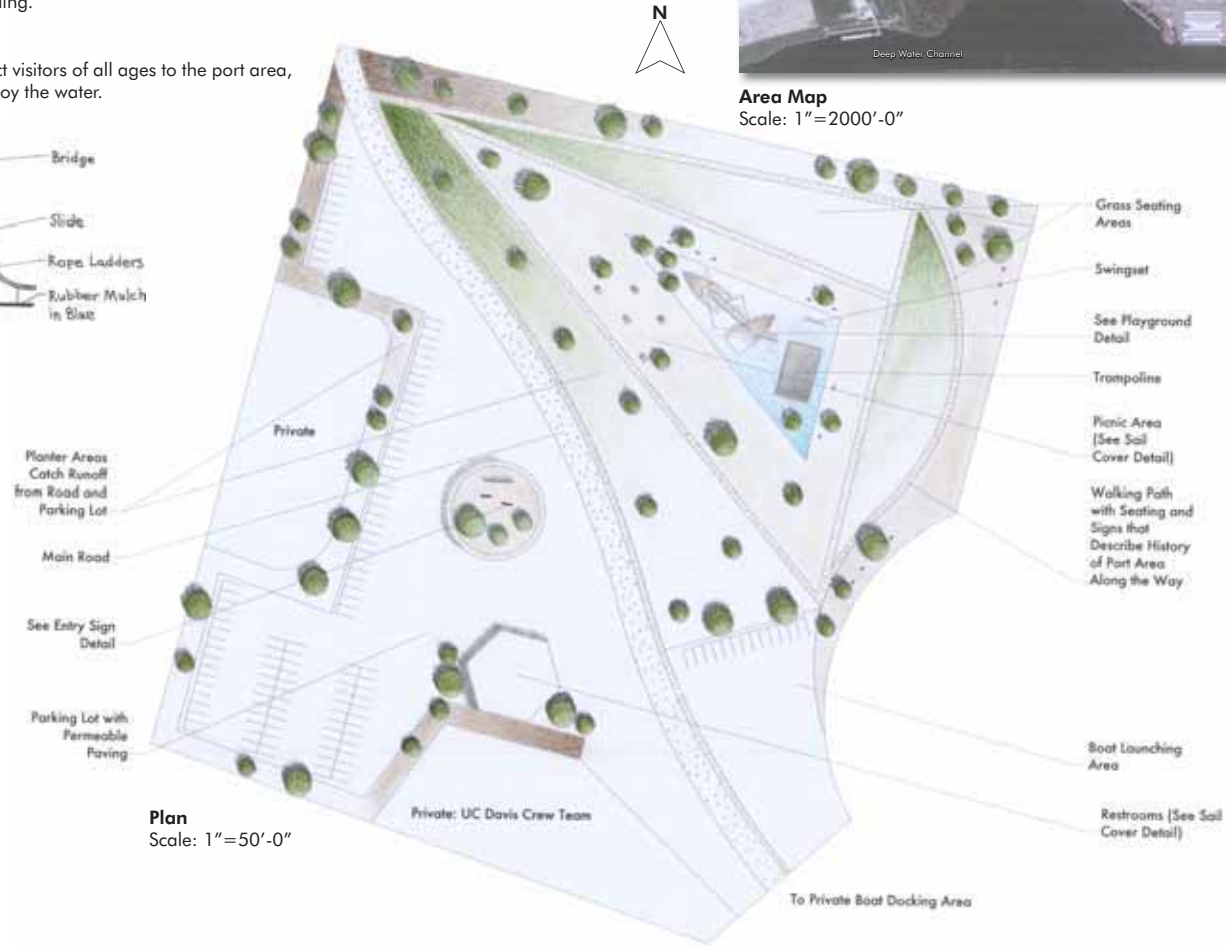 ing.
ct visitors of all ages to the port area,
oy the water.
N
Deep Water Channel
Area Map
Scale: 1"=2000'-0"
Bridge
Slide
Rope Ladders
Rubber Mulch
in Blue
Grass Seating
Areas
Swingset
See Playground
Detail
Trampoline
Picnic Area
(See Sail
Cover Detail)
Walking Path
with Seating and
Signs that
Describe History
of Port Area
Along the Way
Boat Launching
Area
Restrooms (See Sail
Cover Detail)
Private
Planter Areas
Catch Runoff
from Road and
Parking Lot
Main Road
See Entry Sign
Detail
Parking Lot with
Permeable
Paving
Plan
Scale: 1"=50'-0"
Private: UC Davis Crew Team
To Private Boat Docking Area